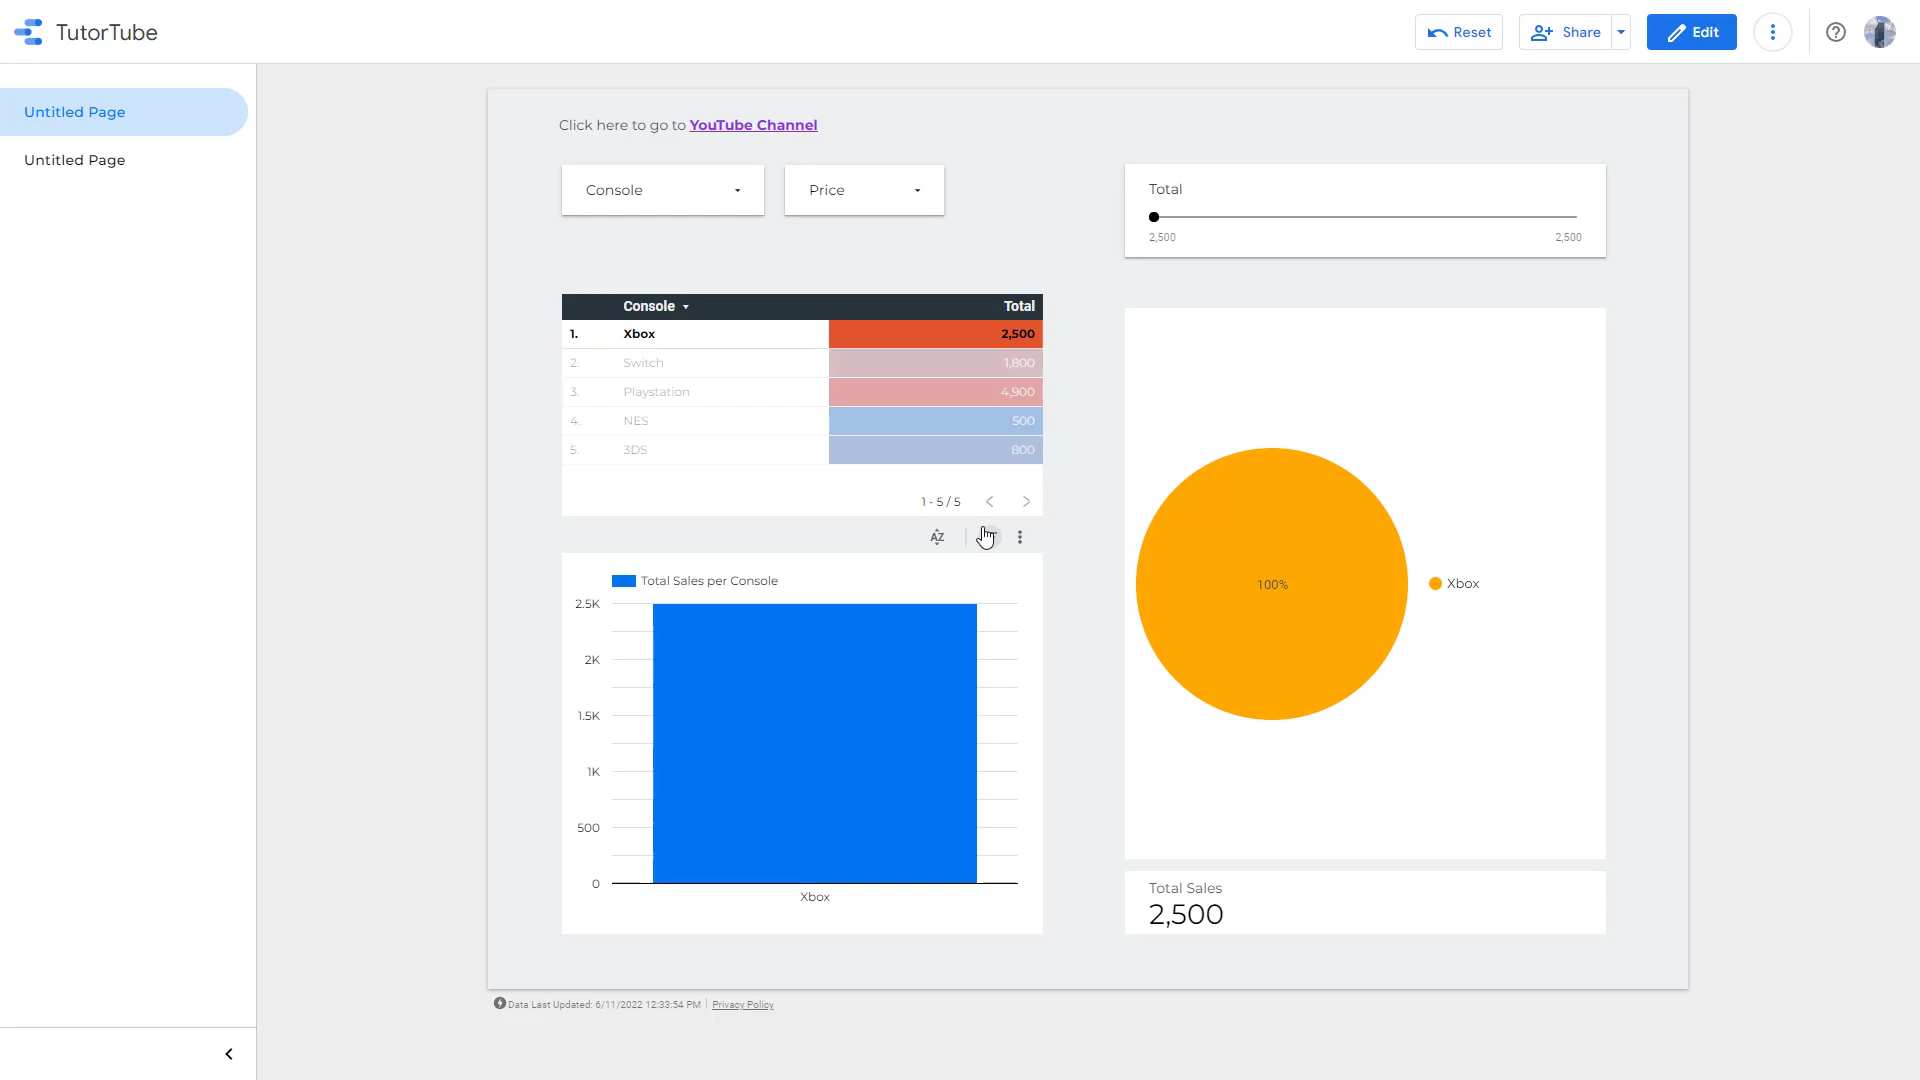 TutorTube
Reset
Share
Edit
Untitled Page
Untitled Page
Click here to go to YouTube Channel
Console
Price
Total
2,500
2,500
Console Total
1. Xbox 2,500
2. Switch 1,800
3. Playstation 4,900
4. NES 500
5. 3DS 800
1 - 5 / 5
AZ
Total Sales per Console
2.5K
2K
1.5K
1K
500
0
Xbox
100%
Xbox
Total Sales
2,500
Data Last Updated: 6/11/2022 12:33:54 PM | Privacy Policy